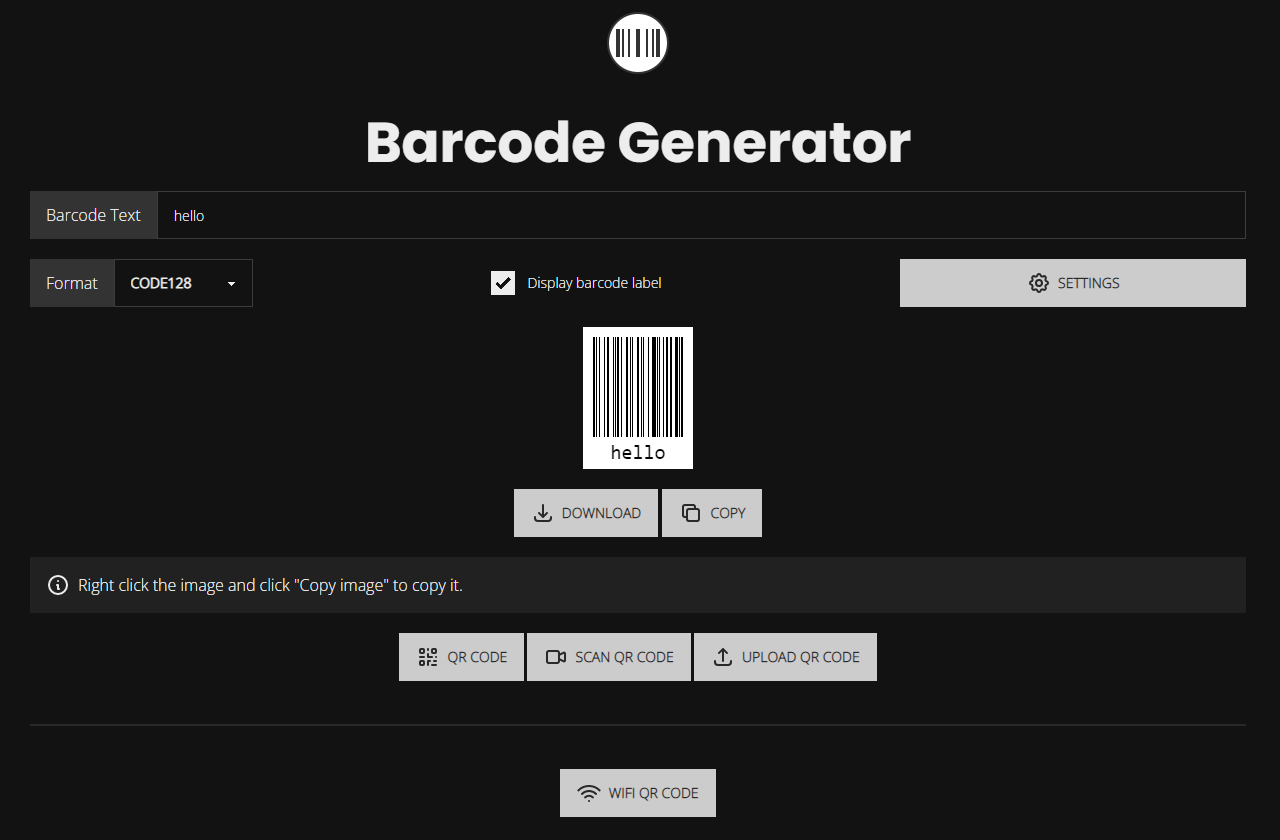 Barcode Generator
Barcode Text hello
Format CODE128 Display barcode label SETTINGS
hello
DOWNLOAD COPY
Right click the image and click "Copy image" to copy it.
QR CODE SCAN QR CODE UPLOAD QR CODE
WIFI QR CODE